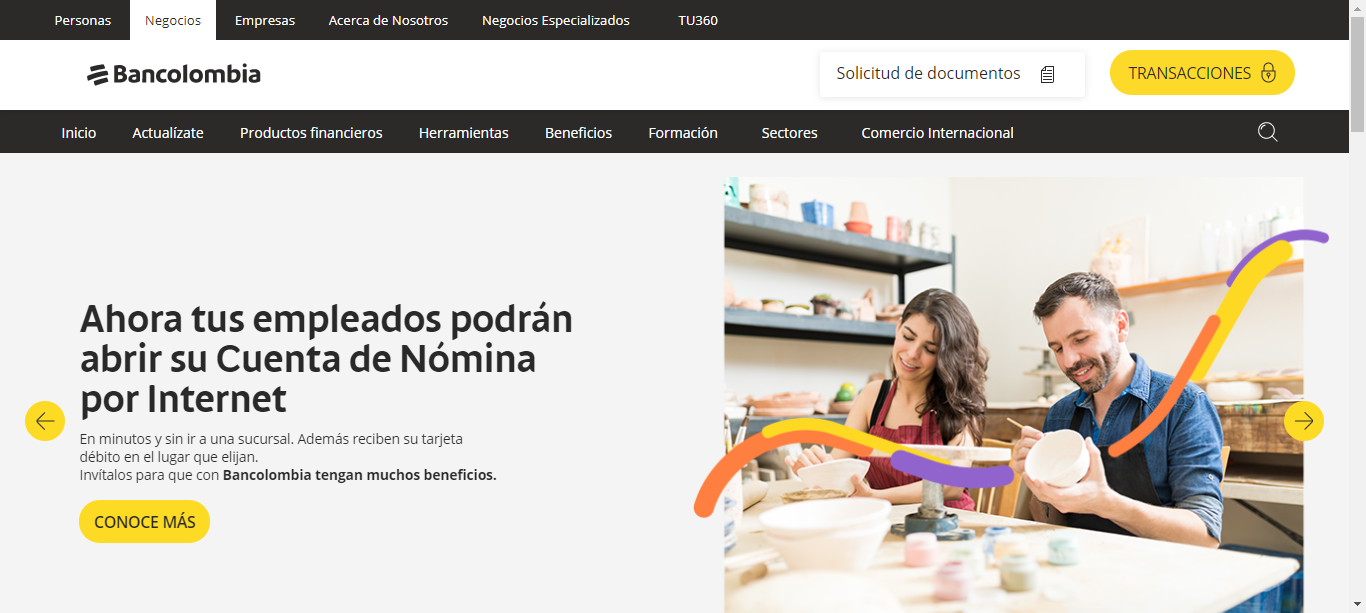 Personas Negocios Empresas Acerca de Nosotros Negocios Especializados TU360
Bancolombia Solicitud de documentos TRANSACCIONES
Inicio Actualízate Productos financieros Herramientas Beneficios Formación Sectores Comercio Internacional
Ahora tus empleados podrán
abrir su Cuenta de Nómina
por Internet
En minutos y sin ir a una sucursal. Además reciben su tarjeta
débito en el lugar que elijan.
Invítalos para que con Bancolombia tengan muchos beneficios.
CONOCE MÁS